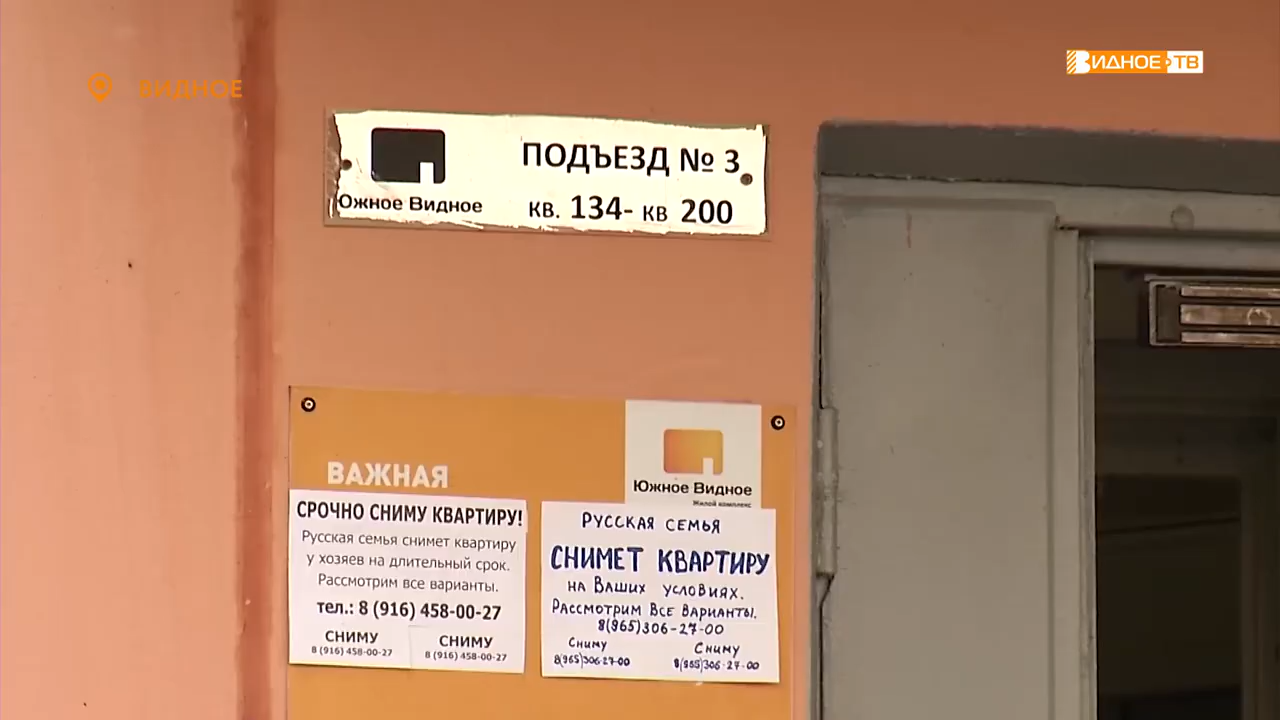 ВИДНОЕ
ВИДНОЕ ТВ
ПОДЪЕЗД № 3
Южное Видное
кв. 134- кв 200
ВАЖНАЯ
Южное Видное
Жилой комплекс
СРОЧНО СНИМУ КВАРТИРУ!
Русская семья снимет квартиру
у хозяев на длительный срок.
Рассмотрим все варианты.
тел.: 8 (916) 458-00-27
СНИМУ
8 (916) 458-00-27
СНИМУ
8 (916) 458-00-27
Русская семья
СНИМЕТ КВАРТИРУ
на Ваших условиях.
Рассмотрим все варианты.
8(965)306-27-00
Сниму
8(965)306-27-00
Сниму
8(965)306-27-00